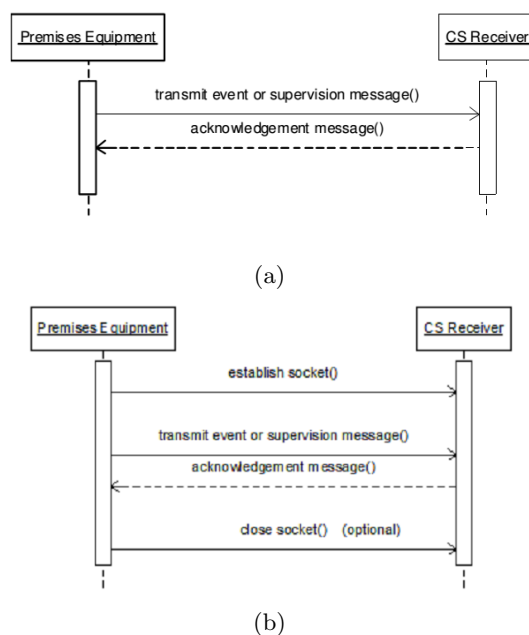 Premises Equipment
CS Receiver
transmit event or supervision message()
acknowledgement message()
(a)
Premises Equipment
CS Receiver
establish socket()
transmit event or supervision message()
acknowledgement message()
close socket() (optional)
(b)